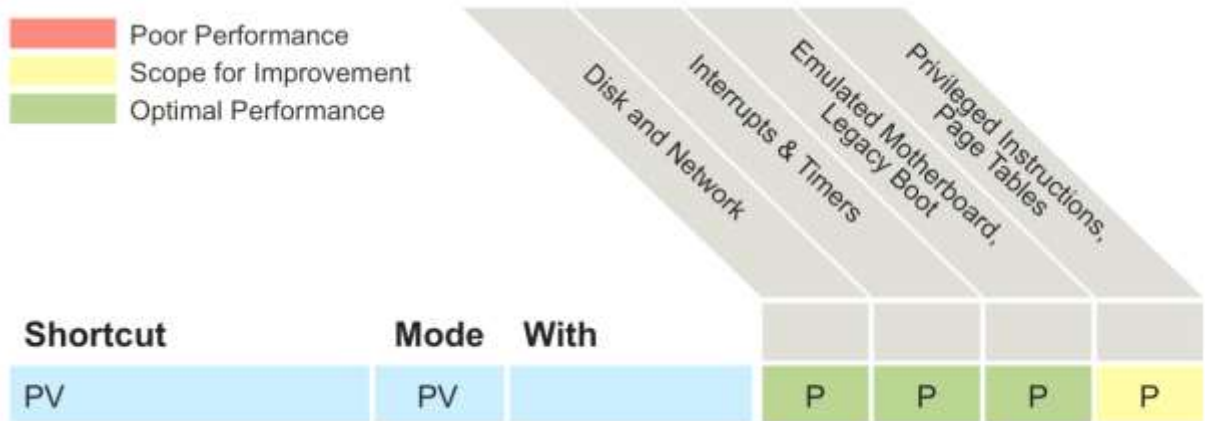 Poor Performance
Scope for Improvement
Optimal Performance
Disk and Network
Interrupts & Timers
Emulated Motherboard,
Legacy Boot
Privileged Instructions,
Page Tables
Shortcut Mode With
PV PV P P P P